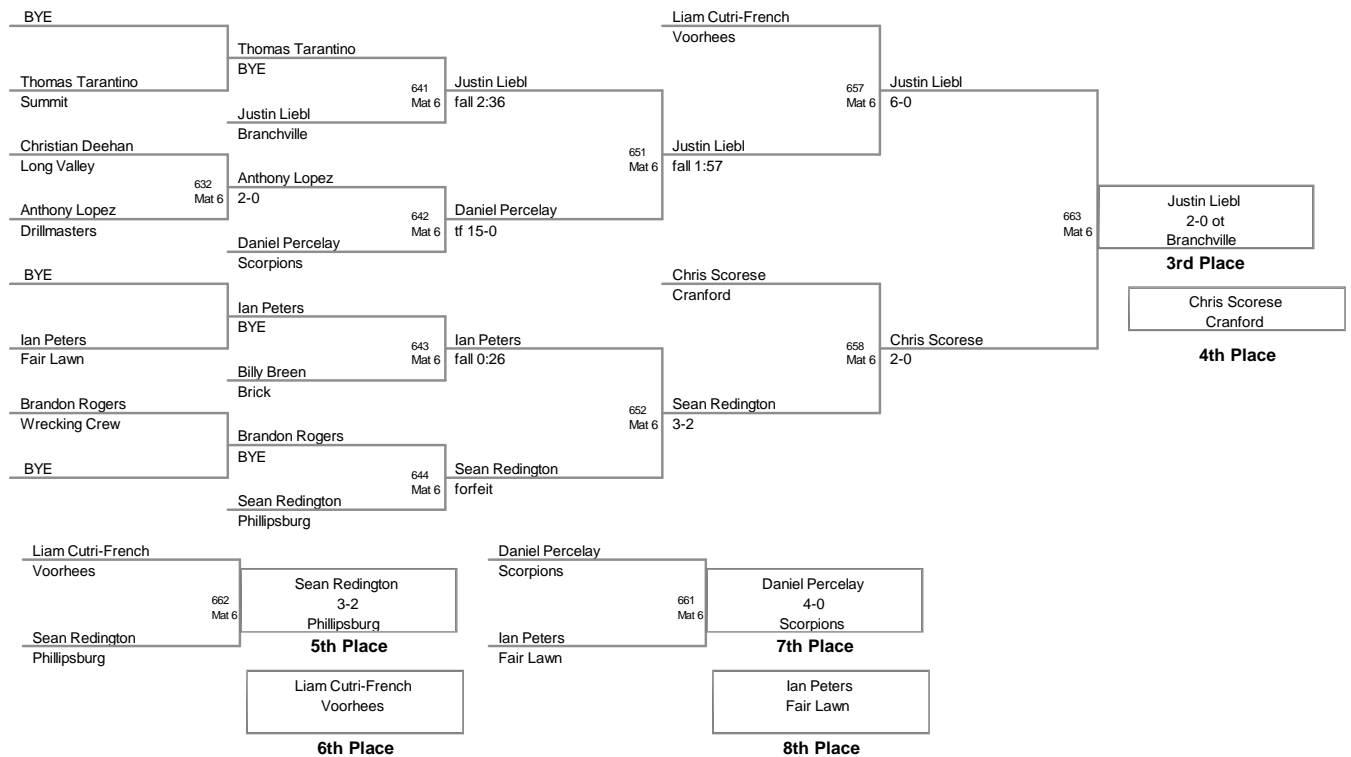 BYE
Thomas Tarantino
Summit
Christian Deehan
Long Valley
632
Mat 6
Anthony Lopez
Drillmasters
BYE
Ian Peters
Fair Lawn
Brandon Rogers
Wrecking Crew
BYE
Thomas Tarantino
BYE
641
Mat 6
Justin Liebl
Branchville
Anthony Lopez
2-0
642
Mat 6
Daniel Percelay
Scorpions
Ian Peters
BYE
643
Mat 6
Billy Breen
Brick
Brandon Rogers
BYE
644
Mat 6
Sean Redington
Phillipsburg
Justin Liebl
fall 2:36
651
Mat 6
Daniel Percelay
tf 15-0
Ian Peters
fall 0:26
652
Mat 6
Sean Redington
forfeit
Liam Cutri-French
Voorhees
657
Mat 6
Justin Liebl
fall 1:57
Chris Scorese
Cranford
658
Mat 6
Sean Redington
3-2
Justin Liebl
6-0
663
Mat 6
Chris Scorese
2-0
Justin Liebl
2-0 ot
Branchville
3rd Place
Chris Scorese
Cranford
4th Place
Liam Cutri-French
Voorhees
662
Mat 6
Sean Redington
Phillipsburg
Sean Redington
3-2
Phillipsburg
5th Place
Liam Cutri-French
Voorhees
6th Place
Daniel Percelay
Scorpions
661
Mat 6
Ian Peters
Fair Lawn
Daniel Percelay
4-0
Scorpions
7th Place
Ian Peters
Fair Lawn
8th Place